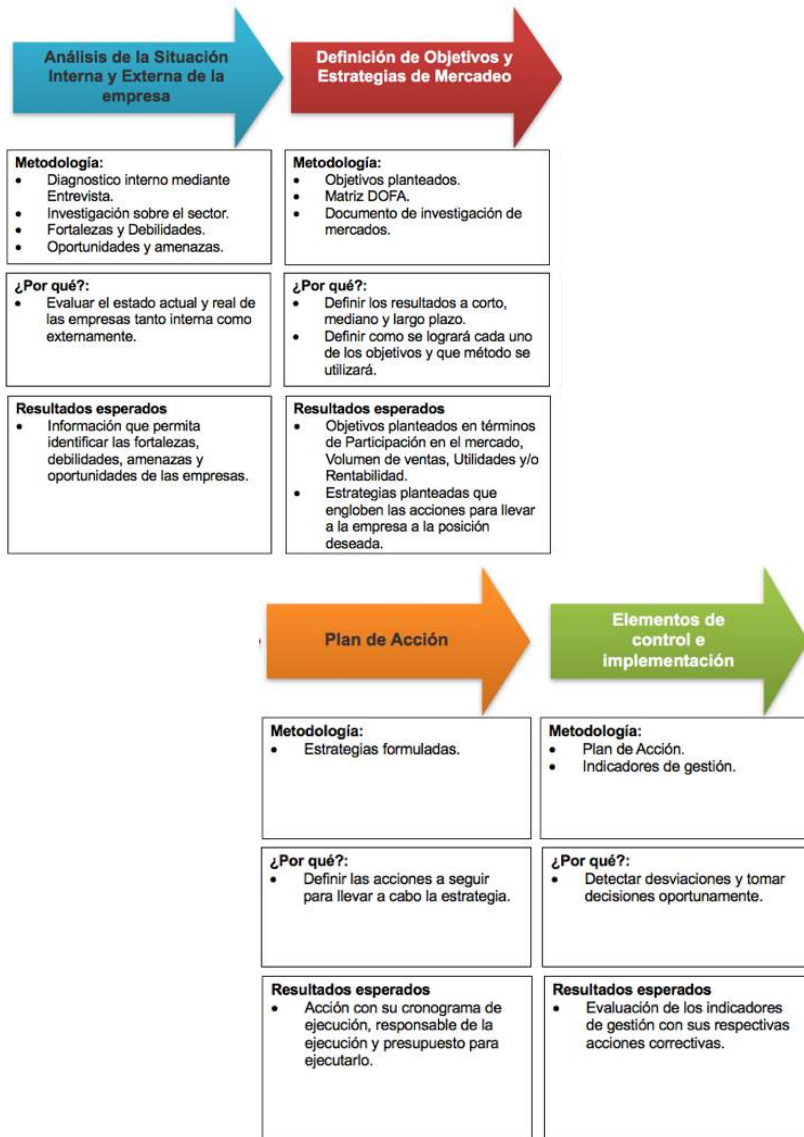 Análisis de la Situación
Interna y Externa de la
empresa
Definición de Objetivos y
Estrategias de Mercadeo
Metodología:
• Diagnostico interno mediante
Entrevista.
• Investigación sobre el sector.
• Fortalezas y Debilidades.
• Oportunidades y amenazas.
Metodología:
• Objetivos planteados.
• Matriz DOFA.
• Documento de investigación de
mercados.
¿Por qué?:
• Evaluar el estado actual y real de
las empresas tanto interna como
externamente.
¿Por qué?:
• Definir los resultados a corto,
mediano y largo plazo.
• Definir como se logrará cada uno
de los objetivos y que método se
utilizará.
Resultados esperados
• Información que permita
identificar las fortalezas,
debilidades, amenazas y
oportunidades de las empresas.
Resultados esperados
• Objetivos planteados en términos
de Participación en el mercado,
Volumen de ventas, Utilidades y/o
Rentabilidad.
• Estrategias planteadas que
engloben las acciones para llevar
a la empresa a la posición
deseada.
Plan de Acción
Elementos de
control e
implementación
Metodología:
• Estrategias formuladas.
Metodología:
• Plan de Acción.
• Indicadores de gestión.
¿Por qué?:
• Definir las acciones a seguir
para llevar a cabo la estrategia.
¿Por qué?:
• Detectar desviaciones y tomar
decisiones oportunamente.
Resultados esperados
• Acción con su cronograma de
ejecución, responsable de la
ejecución y presupuesto para
ejecutarlo.
Resultados esperados
• Evaluación de los indicadores
de gestión con sus respectivas
acciones correctivas.